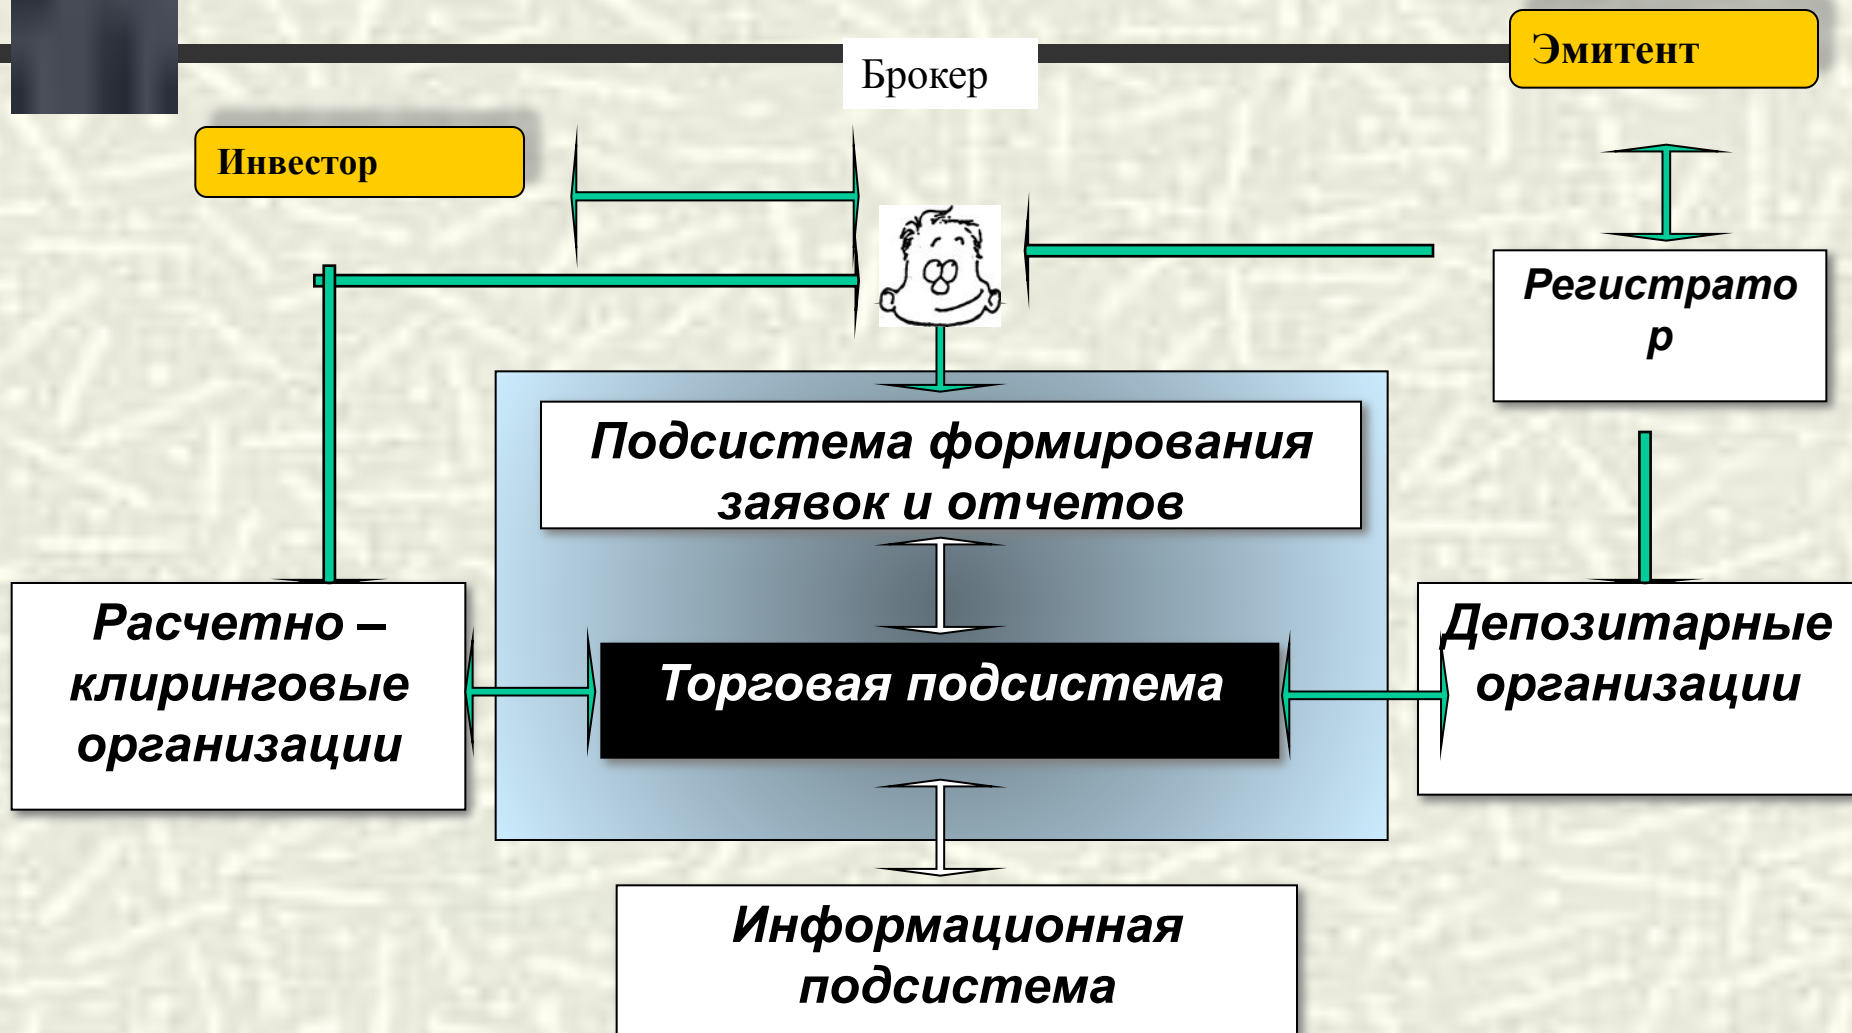 Эмитент
Брокер
Инвестор
Регистрато
р
Подсистема формирования
заявок и отчетов
Расчетно –
клиринговые
организации
Торговая подсистема
Депозитарные
организации
Информационная
подсистема